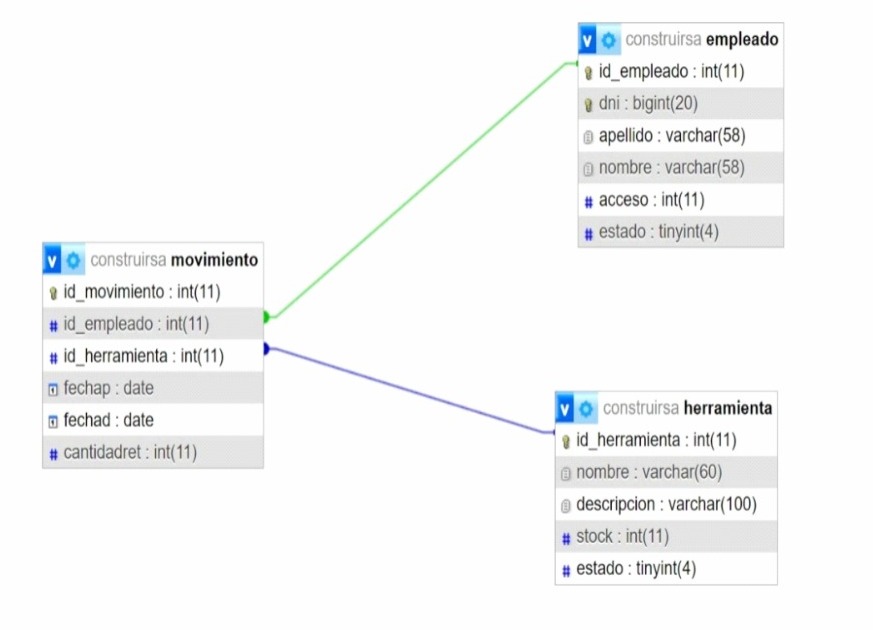 v construirsa empleado
id_empleado : int(11)
dni : bigint(20)
apellido : varchar(58)
nombre : varchar(58)
# acceso : int(11)
# estado : tinyint(4)
v construirsa movimiento
id_movimiento : int(11)
# id_empleado : int(11)
# id_herramienta : int(11)
fechap : date
fechad : date
# cantidadret : int(11)
v construirsa herramienta
id_herramienta : int(11)
nombre : varchar(60)
descripcion : varchar(100)
# stock : int(11)
# estado : tinyint(4)